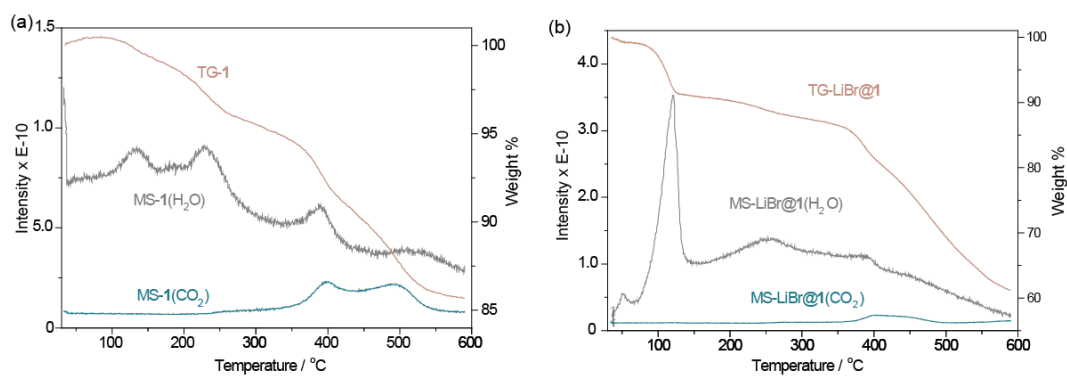 (a)
1.5
1.0
5.0
0
Intensity x E-10
TG-1
MS-1(H₂O)
MS-1(CO₂)
100
95
90
85
Weight %
100 200 300 400 500 600
Temperature / °C
(b)
4.0
3.0
2.0
1.0
0
Intensity x E-10
TG-LiBr@1
MS-LiBr@1(H₂O)
MS-LiBr@1(CO₂)
100
90
80
70
60
Weight %
100 200 300 400 500 600
Temperature / °C